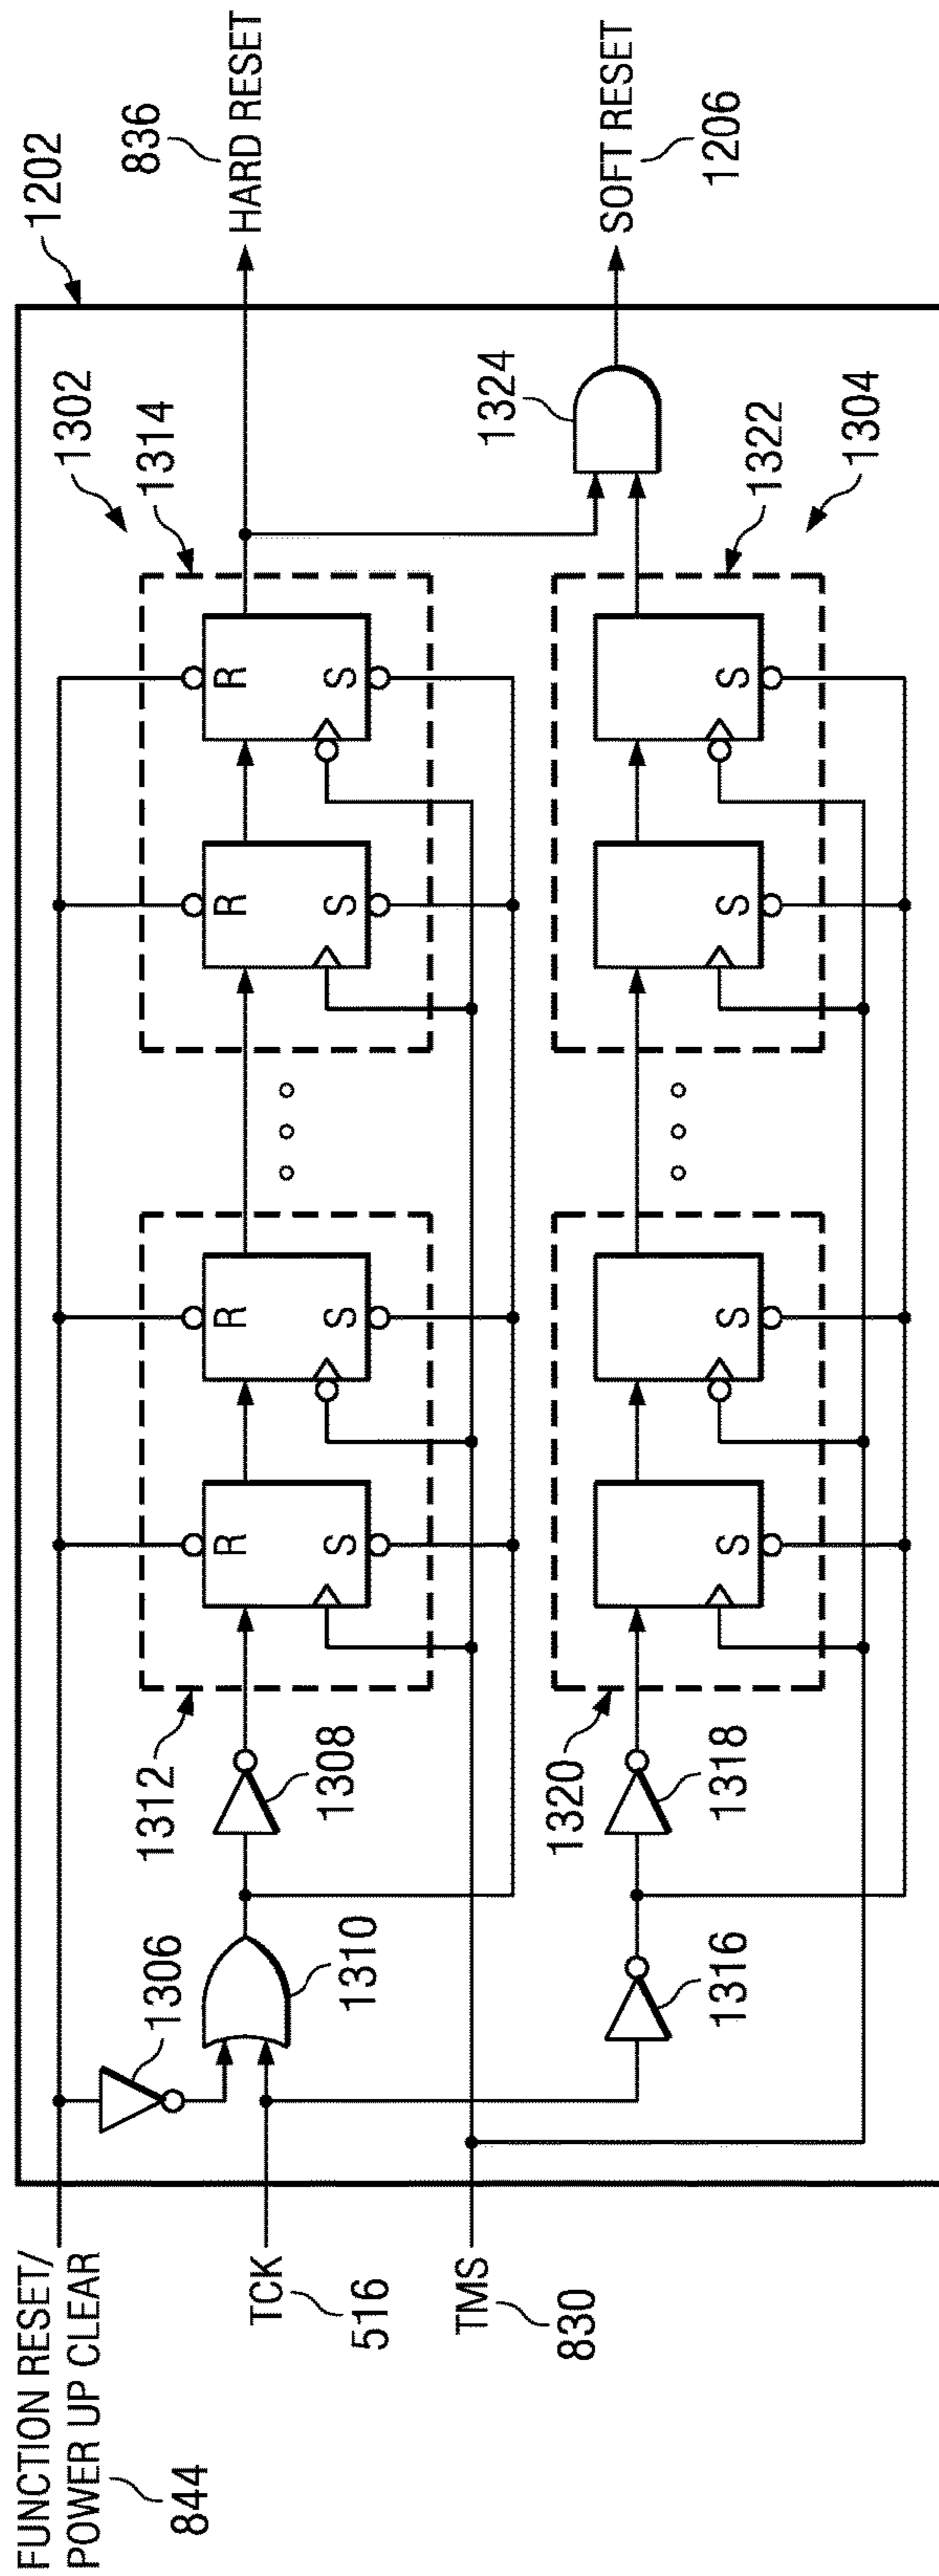 FUNCTION RESET/
POWER UP CLEAR
844
TCK
516
TMS
830
1306
1310
1316
1312
1308
1320
1318
R
S
R
S
R
S
R
S
S
S
S
S
1302
1314
1324
1322
1304
1202
836
HARD RESET
SOFT RESET
1206